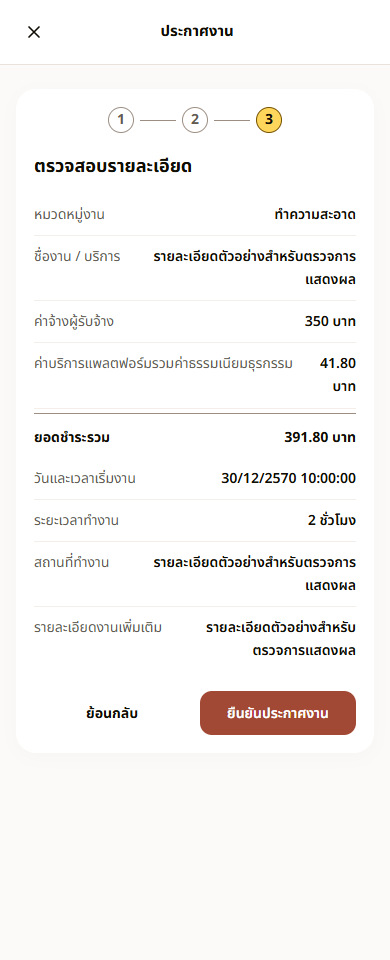 ประกาศงาน
1 2 3
ตรวจสอบรายละเอียด
หมวดหมู่งาน ทำความสะอาด
ชื่องาน / บริการ รายละเอียดตัวอย่างสำหรับตรวจการ
แสดงผล
ค่าจ้างผู้รับจ้าง 350 บาท
ค่าบริการแพลตฟอร์มรวมค่าธรรมเนียมธุรกรรม 41.80
บาท
ยอดชำระรวม 391.80 บาท
วันและเวลาเริ่มงาน 30/12/2570 10:00:00
ระยะเวลาทำงาน 2 ชั่วโมง
สถานที่ทำงาน รายละเอียดตัวอย่างสำหรับตรวจการ
แสดงผล
รายละเอียดงานเพิ่มเติม รายละเอียดตัวอย่างสำหรับ
ตรวจการแสดงผล
ย้อนกลับ ยืนยันประกาศงาน